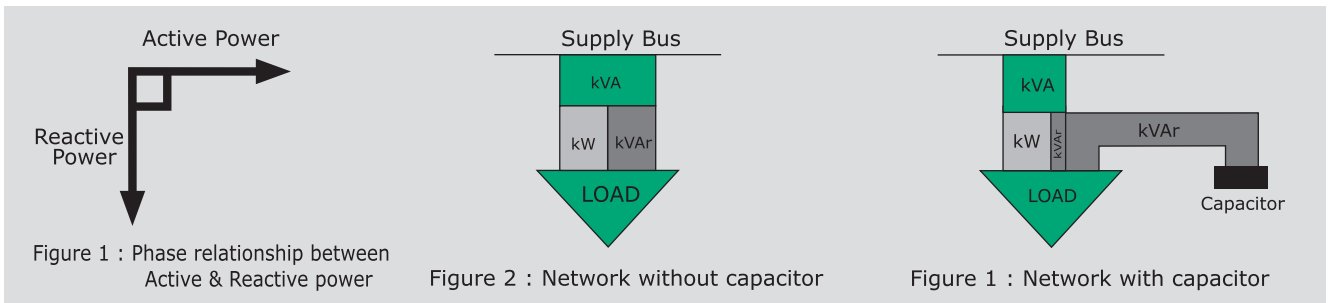 Active Power
Reactive
Power
Figure 1 : Phase relationship between
Active & Reactive power
Supply Bus
kVA
kW
kVAr
LOAD
Figure 2 : Network without capacitor
Supply Bus
kVA
kW
kVAr
kVAr
LOAD
Capacitor
Figure 1 : Network with capacitor